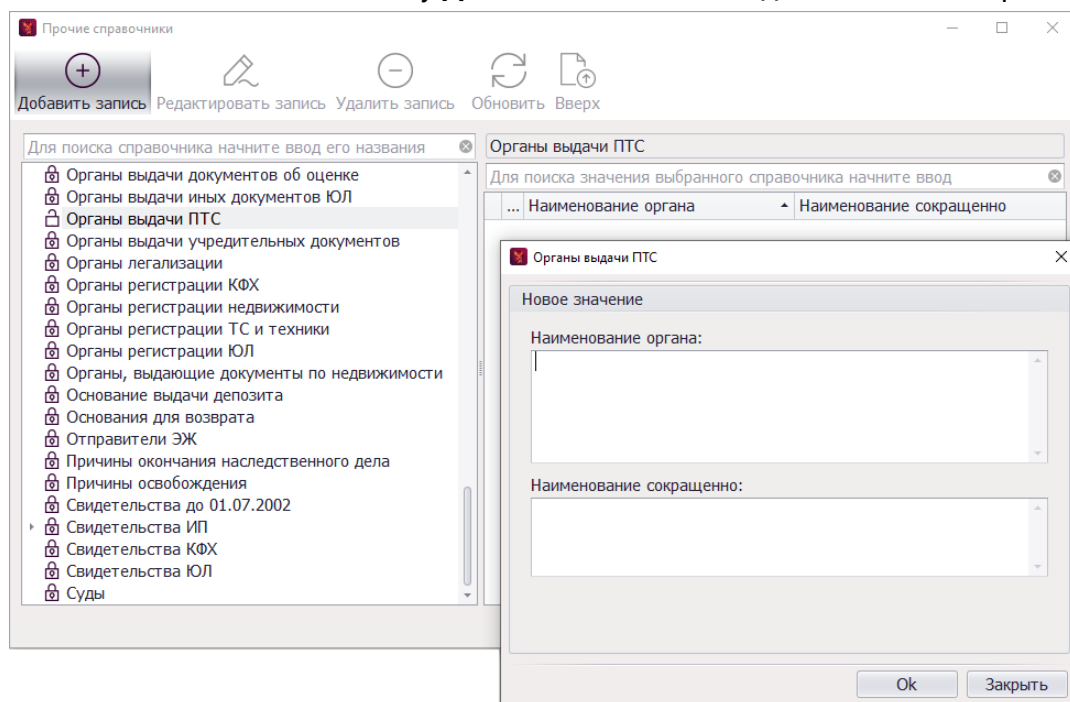 Прочие справочники
Добавить запись Редактировать запись Удалить запись Обновить Вверх
Для поиска справочника начните ввод его названия
Органы выдачи документов об оценке
Органы выдачи иных документов ЮЛ
Органы выдачи ПТС
Органы выдачи учредительных документов
Органы легализации
Органы регистрации КФХ
Органы регистрации недвижимости
Органы регистрации ТС и техники
Органы регистрации ЮЛ
Органы, выдающие документы по недвижимости
Основание выдачи депозита
Основания для возврата
Отправители ЭЖ
Причины окончания наследственного дела
Причины освобождения
Свидетельства до 01.07.2002
Свидетельства ИП
Свидетельства КФХ
Свидетельства ЮЛ
Суды
Органы выдачи ПТС
Для поиска значения выбранного справочника начните ввод
... Наименование органа Наименование сокращенно
Органы выдачи ПТС
Новое значение
Наименование органа:
Наименование сокращенно:
Ok Закрыть